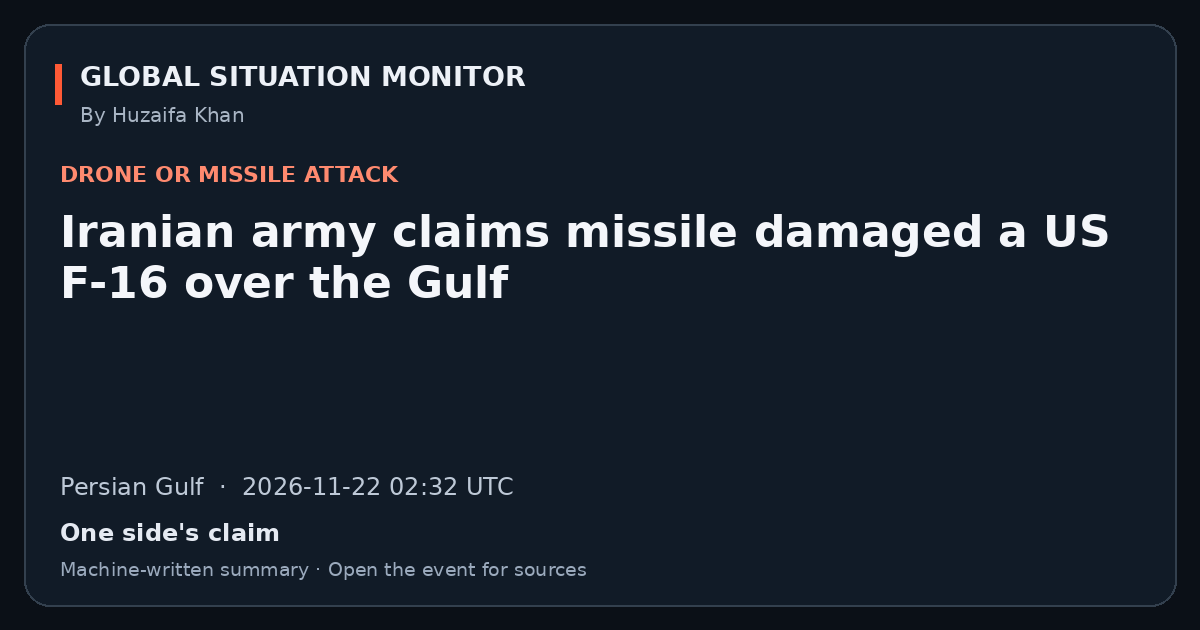 GLOBAL SITUATION MONITOR
By Huzaifa Khan
DRONE OR MISSILE ATTACK
Iranian army claims missile damaged a US
F-16 over the Gulf
Persian Gulf · 2026-11-22 02:32 UTC
One side's claim
Machine-written summary · Open the event for sources